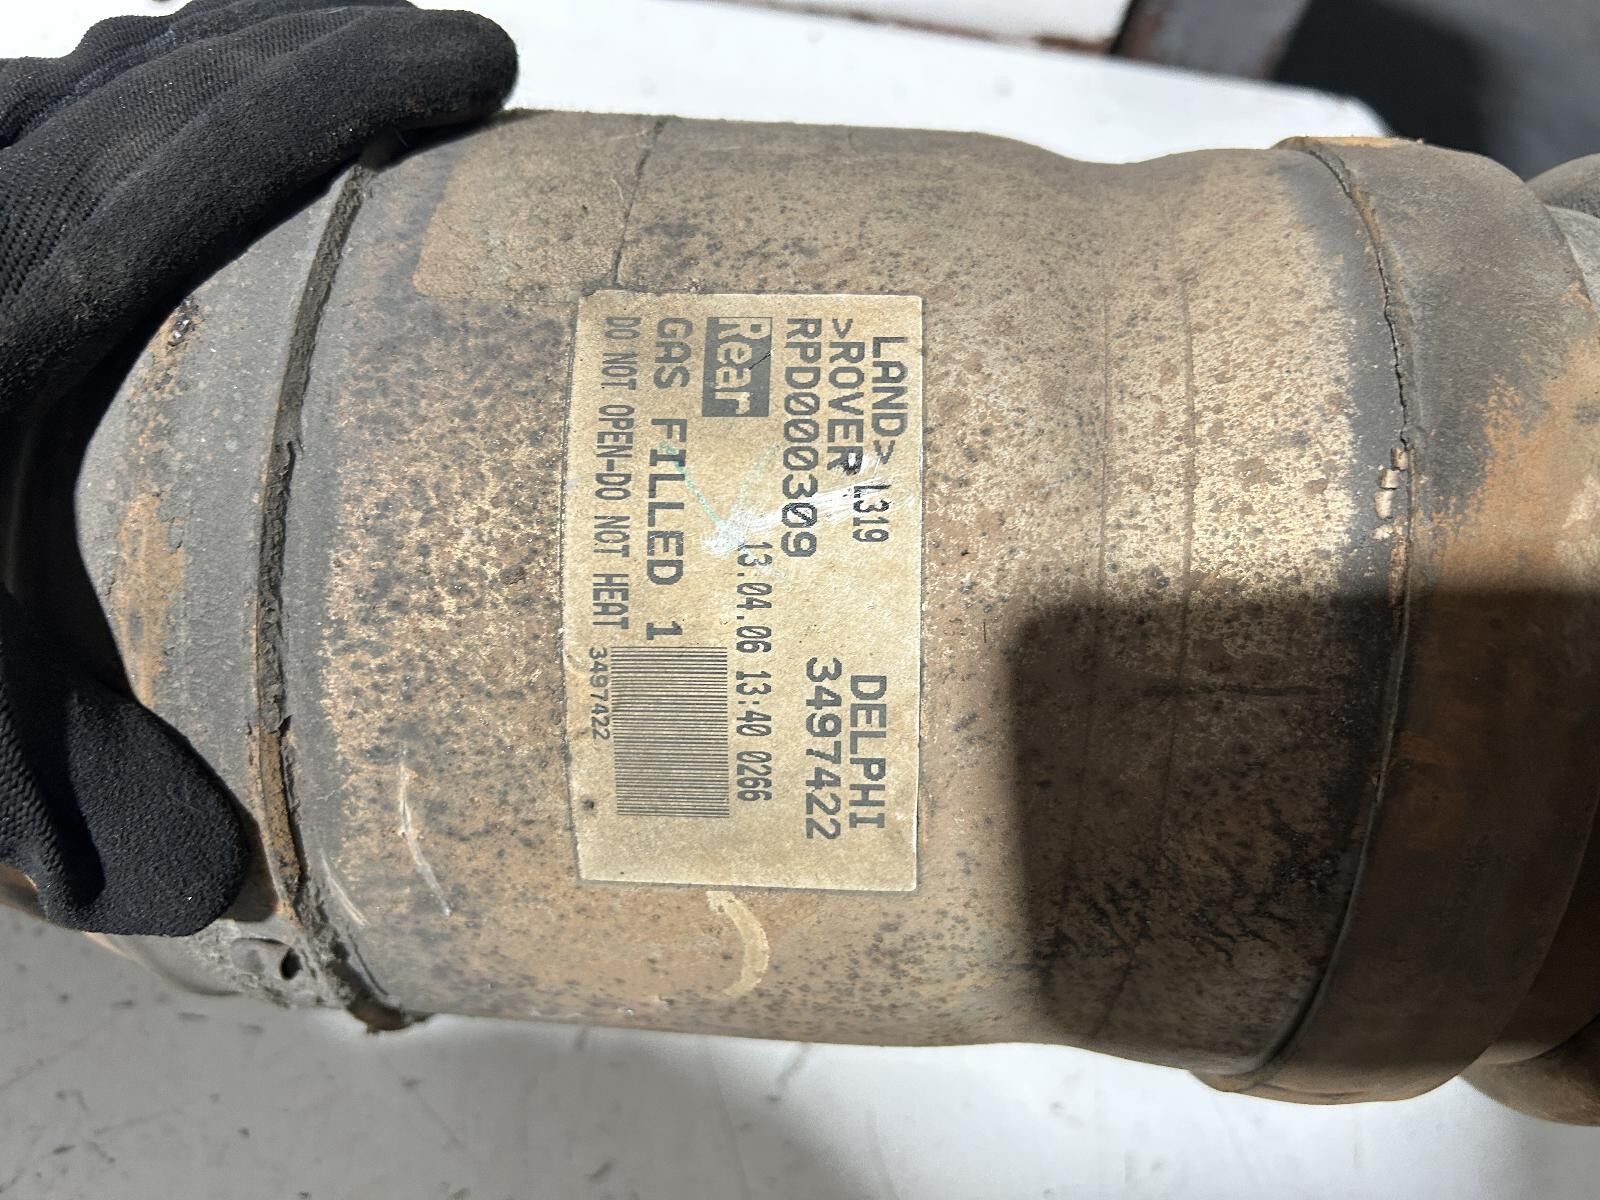 LAND> L319 DELPHI
>ROVER 3497422
RPD000309
Rear 13.04.06 13:40 0266
GAS FILLED 1
DO NOT OPEN-DO NOT HEAT 3497422